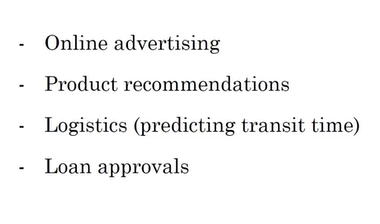 - Online advertising
- Product recommendations
- Logistics (predicting transit time)
- Loan approvals